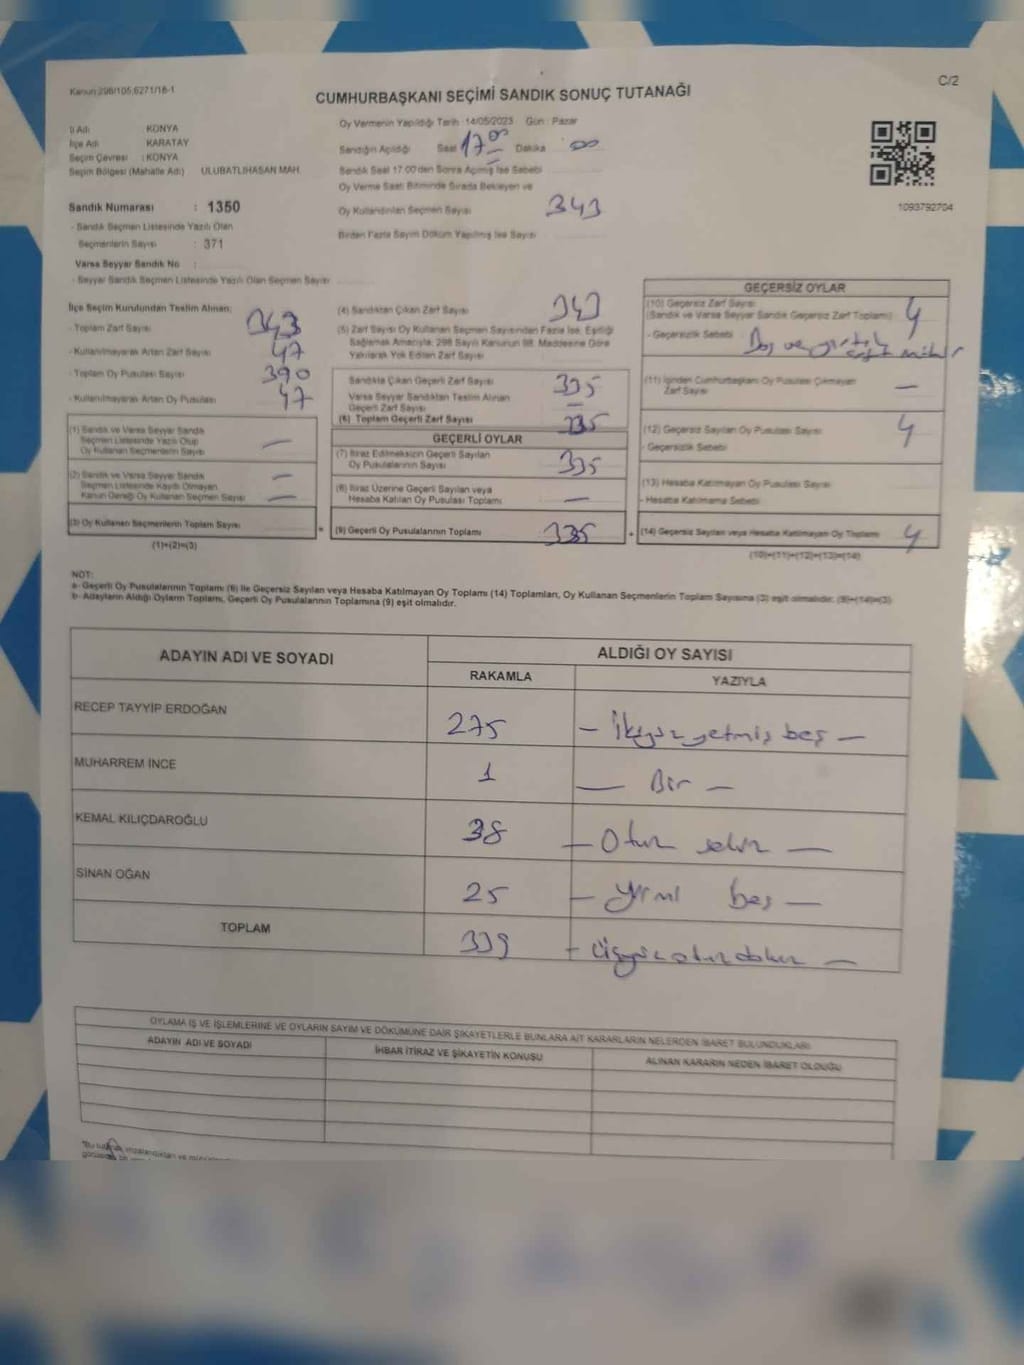 Kanun:298/105,6271/16-1
C/2
CUMHURBAŞKANI SEÇİMİ SANDIK SONUÇ TUTANAĞI
İl Adı : KONYA
İlçe Adı : KARATAY
Seçim Çevresi : KONYA
Seçim Bölgesi (Mahalle Adı) ULUBATLIHASAN MAH.
Sandık Numarası : 1350
- Sandık Seçmen Listesinde Yazılı Olan
Seçmenlerin Sayısı : 371
Varsa Seyyar Sandık No :
- Seyyar Sandık Seçmen Listesinde Yazılı Olan Seçmen Sayısı
Oy Vermenin Yapıldığı Tarih :14/05/2023 Gün : Pazar
Sandığın Açıldığı Saat 17 00 Dakika 00
Sandık Saat 17:00'den Sonra Açılmış İse Sebebi
Oy Verme Saati Bitiminde Sırada Bekleyen ve
Oy Kullandırılan Seçmen Sayısı 343
Birden Fazla Sayım Döküm Yapılmış İse Sayısı
1093792704
İlçe Seçim Kurulundan Teslim Alınan:
- Toplam Zarf Sayısı 343
- Kullanılmayarak Artan Zarf Sayısı 47
- Toplam Oy Pusulası Sayısı 390
- Kullanılmayarak Artan Oy Pusulası 47
(1) Sandık ve Varsa Seyyar Sandık
Seçmen Listesinde Yazılı Olup
Oy Kullanan Seçmenlerin Sayısı —
(2) Sandık ve Varsa Seyyar Sandık
Seçmen Listesinde Kayıtlı Olmayan —
Kanun Gereği Oy Kullanan Seçmen Sayısı —
(3) Oy Kullanan Seçmenlerin Toplam Sayısı
(1)+(2)=(3)
(4) Sandıktan Çıkan Zarf Sayısı 343
(5) Zarf Sayısı Oy Kullanan Seçmen Sayısından Fazla İse, Eşitliği
Sağlamak Amacıyla, 298 Sayılı Kanunun 98. Maddesine Göre
Yakılarak Yok Edilen Zarf Sayısı
Sandıkta Çıkan Geçerli Zarf Sayısı 335
Varsa Seyyar Sandıktan Teslim Alınan
Geçerli Zarf Sayısı —
(6) Toplam Geçerli Zarf Sayısı 335
GEÇERLİ OYLAR
(7) İtiraz Edilmeksizin Geçerli Sayılan
Oy Pusulalarının Sayısı 335
(8) İtiraz Üzerine Geçerli Sayılan veya
Hesaba Katılan Oy Pusulası Toplamı —
(9) Geçerli Oy Pusulalarının Toplamı 335
GEÇERSİZ OYLAR
(10) Geçersiz Zarf Sayısı
(Sandık ve Varsa Seyyar Sandık Geçersiz Zarf Toplamı) 4
- Geçersizlik Sebebi Boş ve yırtık
(11) İçinden Cumhurbaşkanı Oy Pusulası Çıkmayan
Zarf Sayısı —
(12) Geçersiz Sayılan Oy Pusulası Sayısı 4
- Geçersizlik Sebebi
(13) Hesaba Katılmayan Oy Pusulası Sayısı
- Hesaba Katılmama Sebebi
(14) Geçersiz Sayılan veya Hesaba Katılmayan Oy Toplamı 4
(10)+(11)+(12)+(13)=(14)
NOT:
a- Geçerli Oy Pusulalarının Toplamı (9) İle Geçersiz Sayılan veya Hesaba Katılmayan Oy Toplamı (14) Toplamları, Oy Kullanan Seçmenlerin Toplam Sayısına (3) eşit olmalıdır. (9)+(14)=(3)
b- Adayların Aldığı Oyların Toplamı, Geçerli Oy Pusulalarının Toplamına (9) eşit olmalıdır.
ADAYIN ADI VE SOYADI
ALDIĞI OY SAYISI
RAKAMLA YAZIYLA
RECEP TAYYİP ERDOĞAN 275 — İkiyüz yetmiş beş —
MUHARREM İNCE 1 — Bir —
KEMAL KILIÇDAROĞLU 38 — Otuz sekiz —
SİNAN OĞAN 25 — Yirmi beş —
TOPLAM 339 — Üçyüz otuz dokuz —
OYLAMA İŞ VE İŞLEMLERİNE VE OYLARIN SAYIM VE DÖKÜMÜNE DAİR ŞİKAYETLERLE BUNLARA AİT KARARLARIN NELERDEN İBARET BULUNDUKLARI
ADAYIN ADI VE SOYADI İHBAR İTİRAZ VE ŞİKAYETİN KONUSU ALINAN KARARIN NEDEN İBARET OLDUĞU